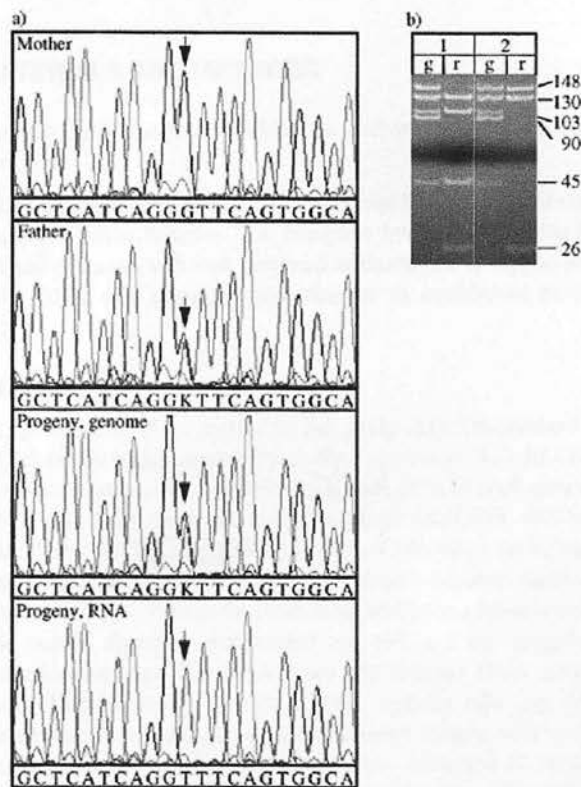 a)
Mother
GCTCATCAGGGTTCAGTGGCA
Father
GCTCATCAGGKTTCAGTGGCA
Progeny, genome
GCTCATCAGGKTTCAGTGGCA
Progeny, RNA
GCTCATCAGGTTTCAGTGGCA
b)
1 2
g r g r
148
130
103
90
45
26